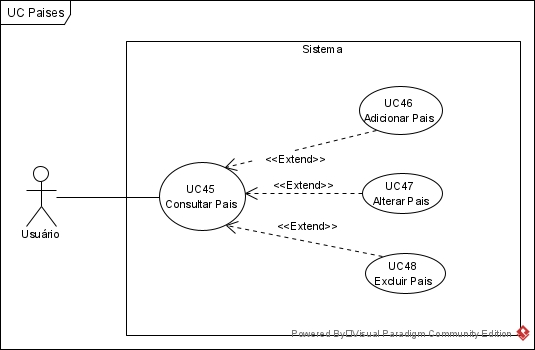 UC Paises
Sistema
UC46
Adicionar Pais
<<Extend>>
UC45
Consultar Pais
<<Extend>>
UC47
Alterar Pais
<<Extend>>
Usuário
UC48
Excluir Pais
Powered By Visual Paradigm Community Edition